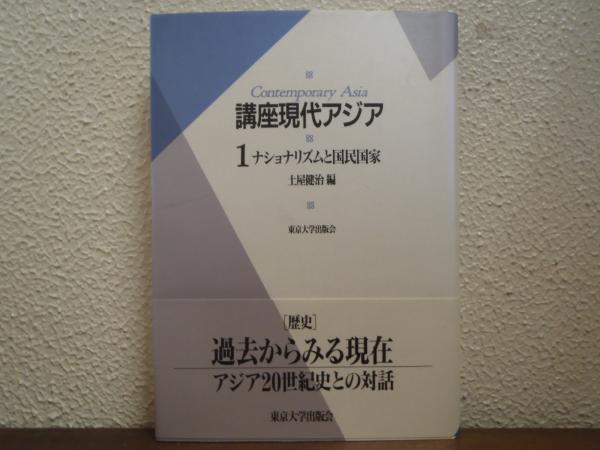 Contemporary Asia
講座現代アジア
1 ナショナリズムと国民国家
土屋健治 編
東京大学出版会
[歴史]
過去からみる現在
アジア20世紀史との対話
東京大学出版会